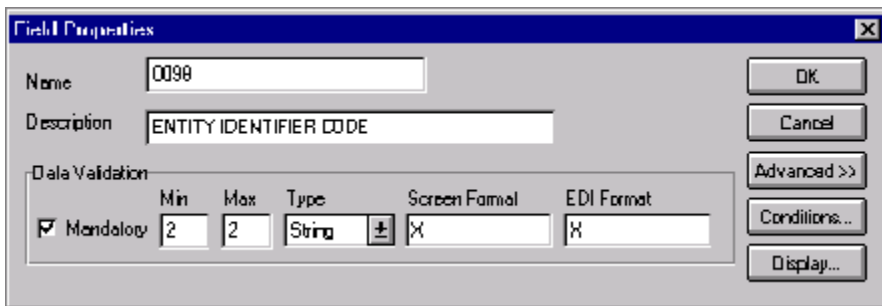 Field Properties
Name 0098
Description ENTITY IDENTIFIER CODE
Data Validation
Min Max Type Screen Format EDI Format
Mandatory 2 2 String X X
OK
Cancel
Advanced >>
Conditions...
Display...